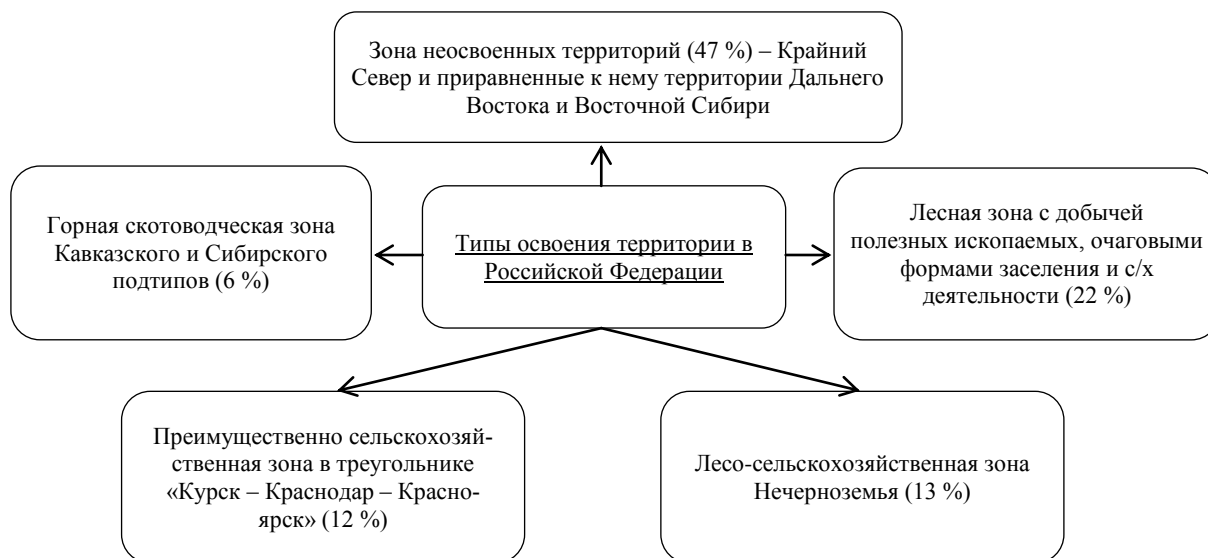 Зона неосвоенных территорий (47 %) – Крайний
Север и приравненные к нему территории Дальнего
Востока и Восточной Сибири
Горная скотоводческая зона
Кавказского и Сибирского
подтипов (6 %)
Типы освоения территории в
Российской Федерации
Лесная зона с добычей
полезных ископаемых, очаговыми
формами заселения и с/х
деятельности (22 %)
Преимущественно сельскохозяй-
ственная зона в треугольнике
«Курск – Краснодар – Красно-
ярск» (12 %)
Лесо-сельскохозяйственная зона
Нечерноземья (13 %)